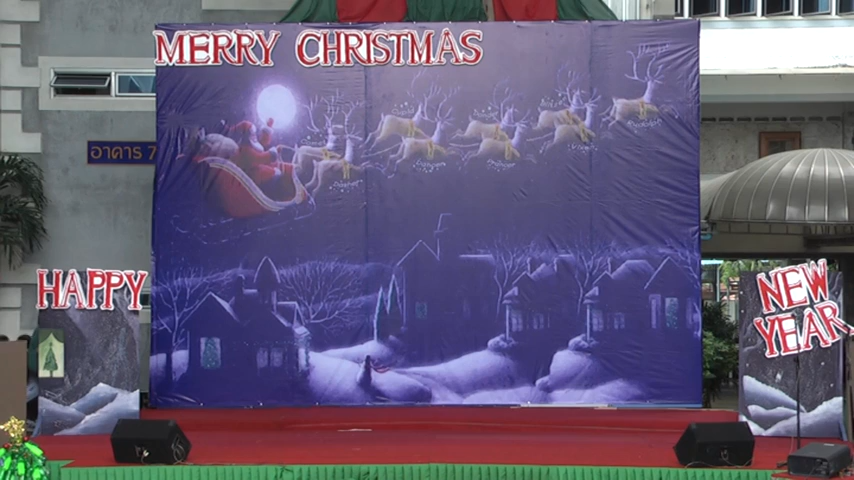 MERRY CHRISTMAS
อาคาร 7
HAPPY
NEW
YEAR